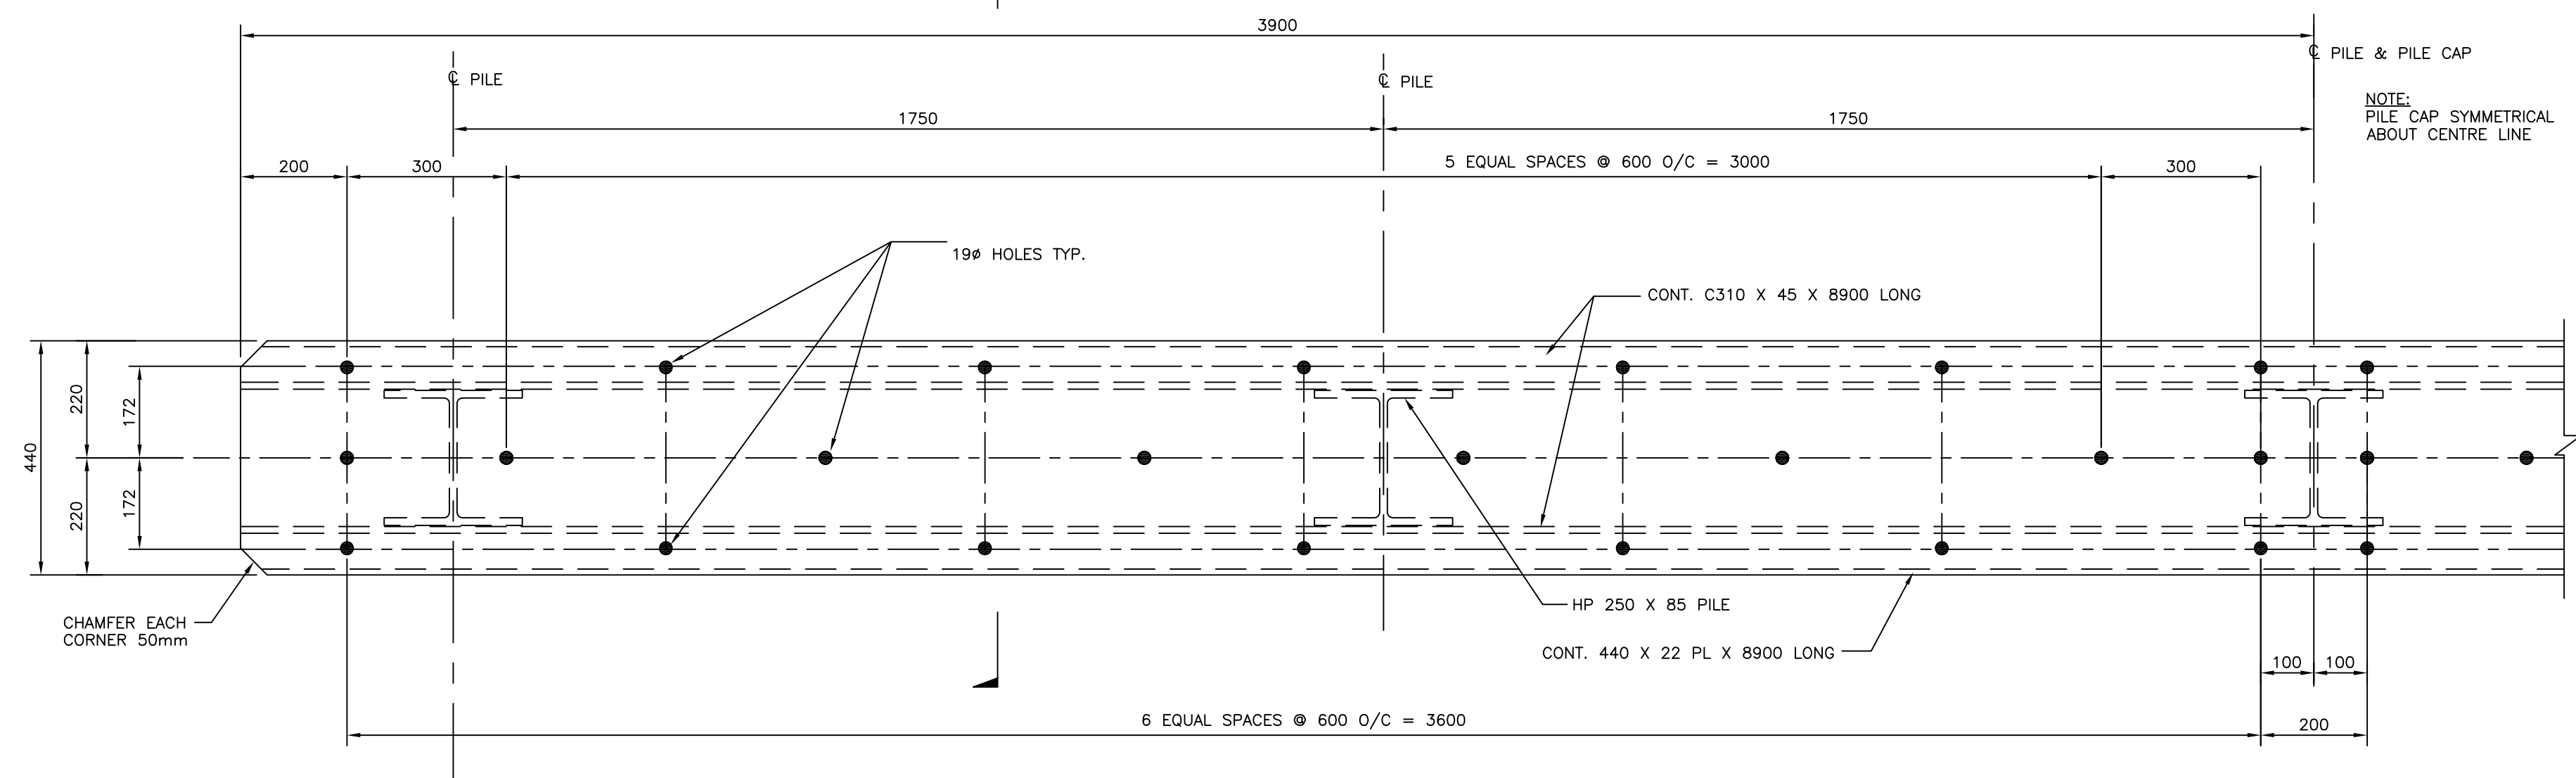 3900
℄ PILE & PILE CAP
℄ PILE
℄ PILE
NOTE:
PILE CAP SYMMETRICAL
ABOUT CENTRE LINE
1750
1750
200
300
5 EQUAL SPACES @ 600 O/C = 3000
300
19ø HOLES TYP.
CONT. C310 X 45 X 8900 LONG
440
220
220
172
172
CHAMFER EACH
CORNER 50mm
HP 250 X 85 PILE
CONT. 440 X 22 PL X 8900 LONG
100
100
6 EQUAL SPACES @ 600 O/C = 3600
200